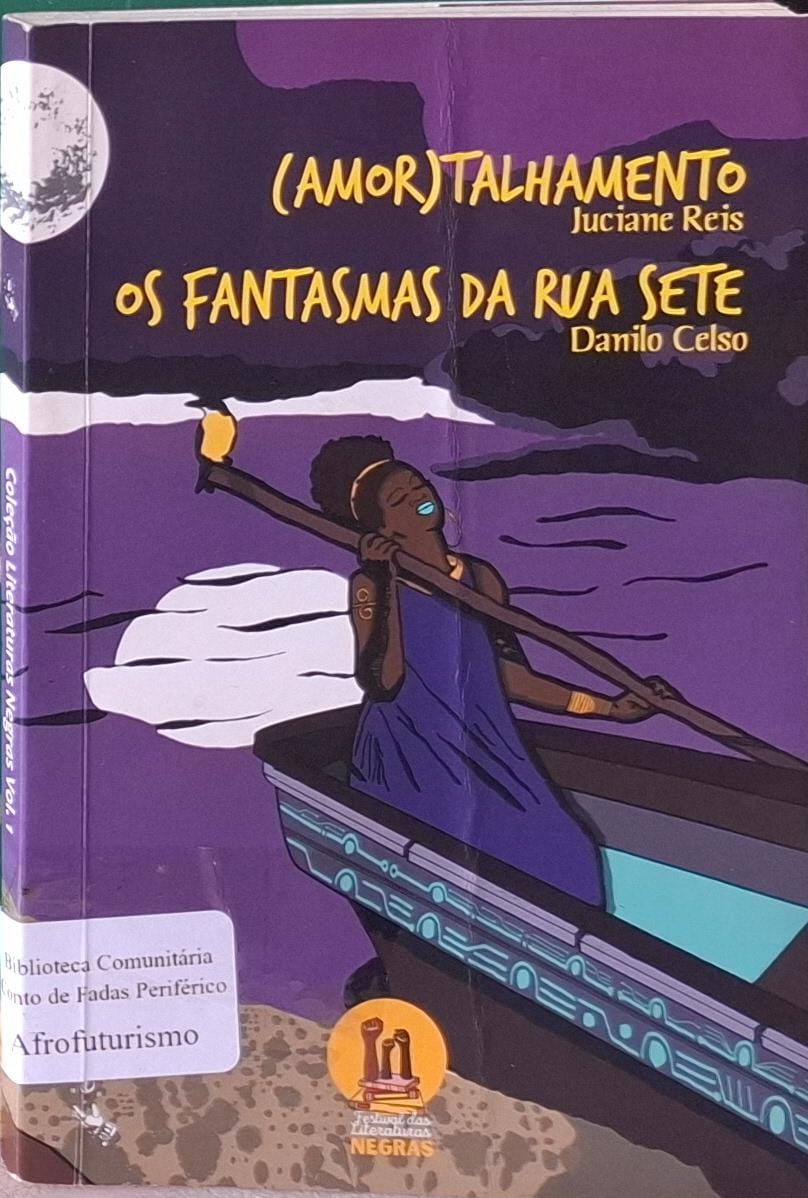 (AMOR)TALHAMENTO
Juciane Reis
OS FANTASMAS DA RUA SETE
Danilo Celso
Coleção Literaturas Negras Vol. 1
Biblioteca Comunitária
Conto de Fadas Periférico
Afrofuturismo
Festival das
Literaturas
NEGRAS